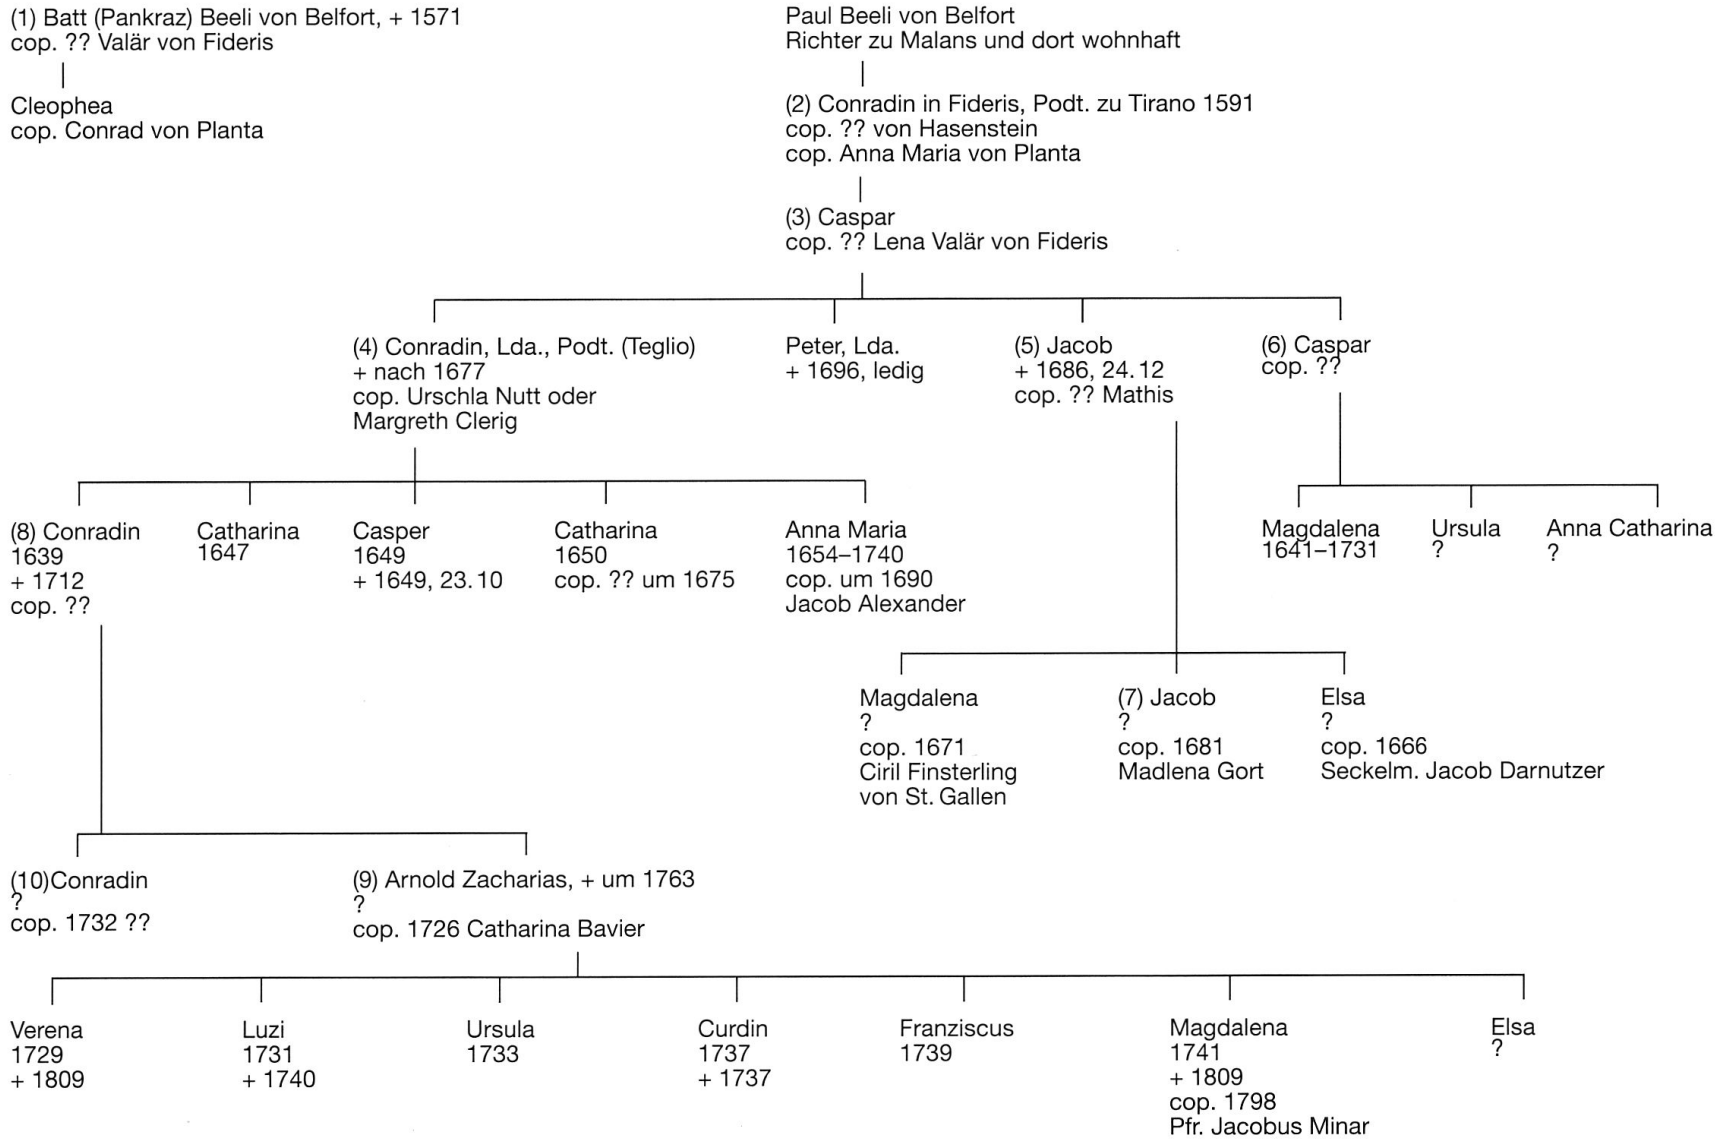 (1) Batt (Pankraz) Beeli von Belfort, + 1571
cop. ?? Valär von Fideris
Cleophea
cop. Conrad von Planta
Paul Beeli von Belfort
Richter zu Malans und dort wohnhaft
(2) Conradin in Fideris, Podt. zu Tirano 1591
cop. ?? von Hasenstein
cop. Anna Maria von Planta
(3) Caspar
cop. ?? Lena Valär von Fideris
(4) Conradin, Lda., Podt. (Teglio)
+ nach 1677
cop. Urschla Nutt oder
Margreth Clerig
Peter, Lda.
+ 1696, ledig
(5) Jacob
+ 1686, 24.12
cop. ?? Mathis
(6) Caspar
cop. ??
(8) Conradin
1639
+ 1712
cop. ??
Catharina
1647
Casper
1649
+ 1649, 23.10
Catharina
1650
cop. ?? um 1675
Anna Maria
1654–1740
cop. um 1690
Jacob Alexander
Magdalena
1641–1731
Ursula
?
Anna Catharina
?
Magdalena
?
cop. 1671
Ciril Finsterling
von St. Gallen
(7) Jacob
?
cop. 1681
Madlena Gort
Elsa
?
cop. 1666
Seckelm. Jacob Darnutzer
(10)Conradin
?
cop. 1732 ??
(9) Arnold Zacharias, + um 1763
?
cop. 1726 Catharina Bavier
Verena
1729
+ 1809
Luzi
1731
+ 1740
Ursula
1733
Curdin
1737
+ 1737
Franziscus
1739
Magdalena
1741
+ 1809
cop. 1798
Pfr. Jacobus Minar
Elsa
?